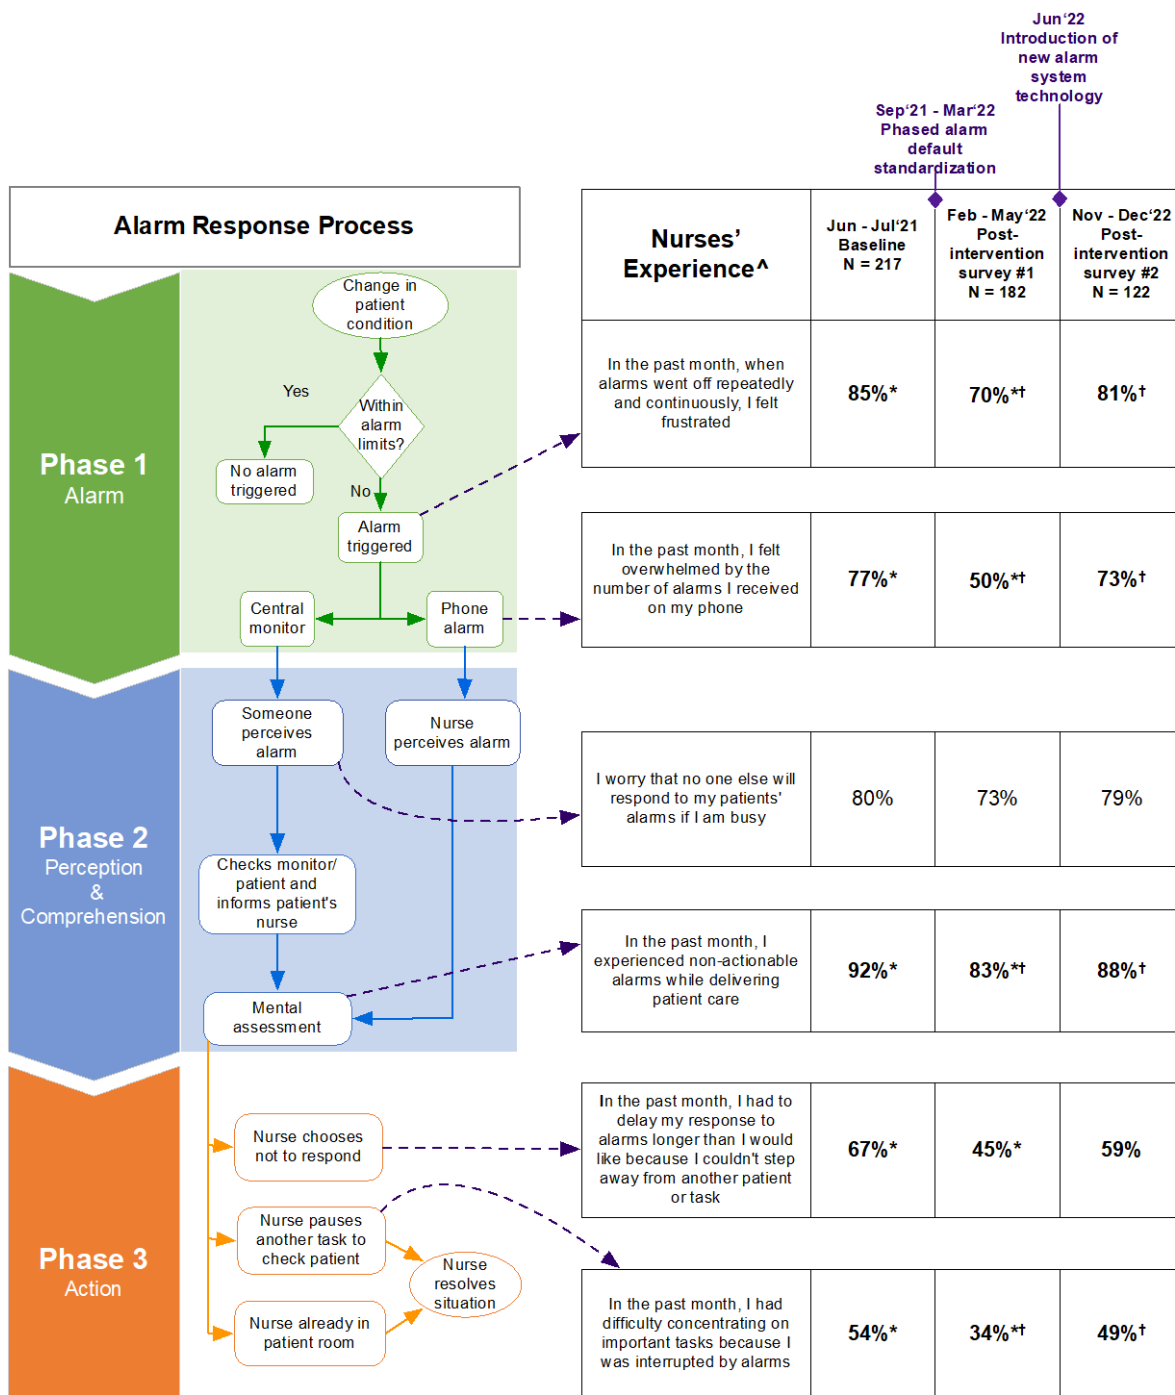 Jun‘22
Introduction of
new alarm
system
technology
Sep‘21 - Mar‘22
Phased alarm
default
standardization
Alarm Response Process
Nurses’
Experience^
Jun - Jul‘21
Baseline
N = 217
Feb - May‘22
Post-
intervention
survey #1
N = 182
Nov - Dec‘22
Post-
intervention
survey #2
N = 122
Phase 1
Alarm
Change in
patient
condition
Within
alarm
limits?
Yes
No alarm
triggered
No
Alarm
triggered
Central
monitor
Phone
alarm
In the past month, when
alarms went off repeatedly
and continuously, I felt
frustrated
85%*
70%*†
81%†
In the past month, I felt
overwhelmed by the
number of alarms I received
on my phone
77%*
50%*†
73%†
Phase 2
Perception
&
Comprehension
Someone
perceives
alarm
Nurse
perceives alarm
Checks monitor/
patient and
informs patient's
nurse
Mental
assessment
I worry that no one else will
respond to my patients'
alarms if I am busy
80%
73%
79%
In the past month, I
experienced non-actionable
alarms while delivering
patient care
92%*
83%*†
88%†
Phase 3
Action
Nurse chooses
not to respond
Nurse pauses
another task to
check patient
Nurse already in
patient room
Nurse
resolves
situation
In the past month, I had to
delay my response to
alarms longer than I would
like because I couldn't step
away from another patient
or task
67%*
45%*
59%
In the past month, I had
difficulty concentrating on
important tasks because I
was interrupted by alarms
54%*
34%*†
49%†